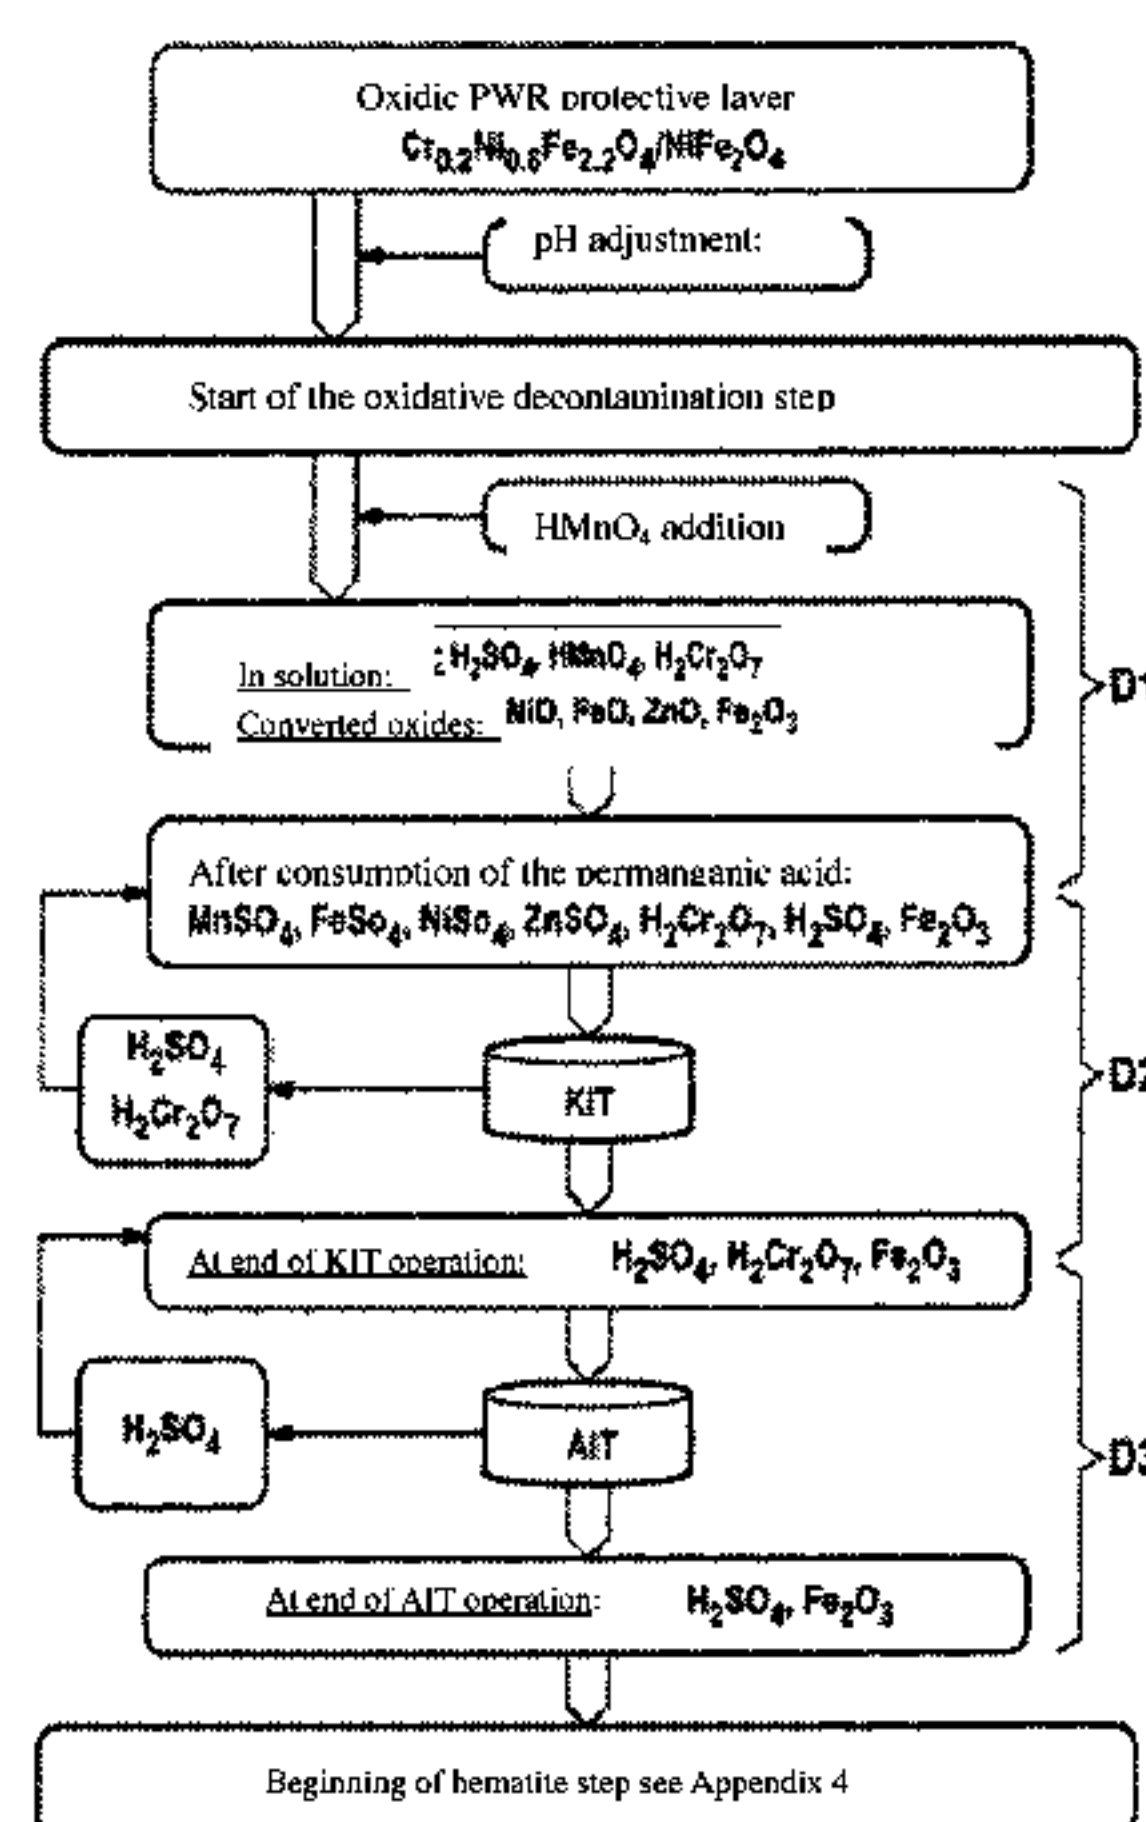 Oxidic PWR protective layer
Cr0.2Ni0.8Fe2.2O4/NiFe2O4
pH adjustment:
Start of the oxidative decontamination step
HMnO4 addition
In solution: : H2SO4, HMnO4, H2Cr2O7
Converted oxides: NiO, FeO, ZnO, Fe2O3
D1
After consumption of the permanganic acid:
MnSO4, FeSo4, NiSo4, ZnSO4, H2Cr2O7, H2SO4, Fe2O3
H2SO4
H2Cr2O7
KIT
D2
At end of KIT operation: H2SO4, H2Cr2O7, Fe2O3
H2SO4
AIT
D3
At end of AIT operation: H2SO4, Fe2O3
Beginning of hematite step see Appendix 4